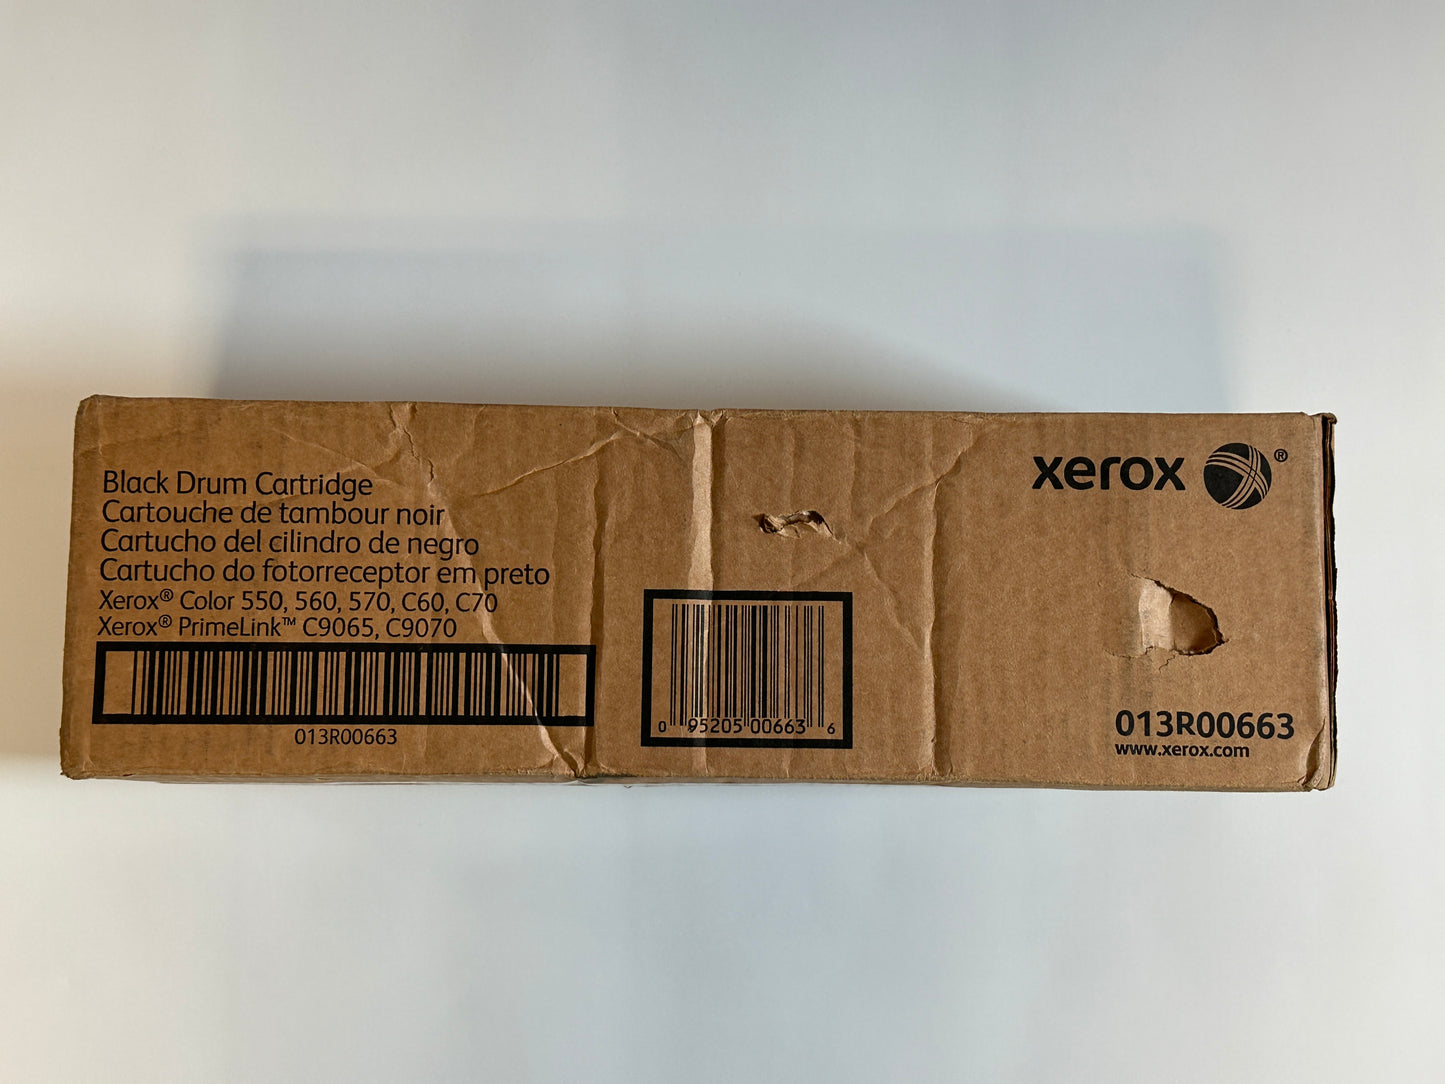 Black Drum Cartridge
Cartouche de tambour noir
Cartucho del cilindro de negro
Cartucho do fotorreceptor em preto
Xerox® Color 550, 560, 570, C60, C70
Xerox® PrimeLink™ C9065, C9070
013R00663
0 95205 00663 6
xerox ®
013R00663
www.xerox.com